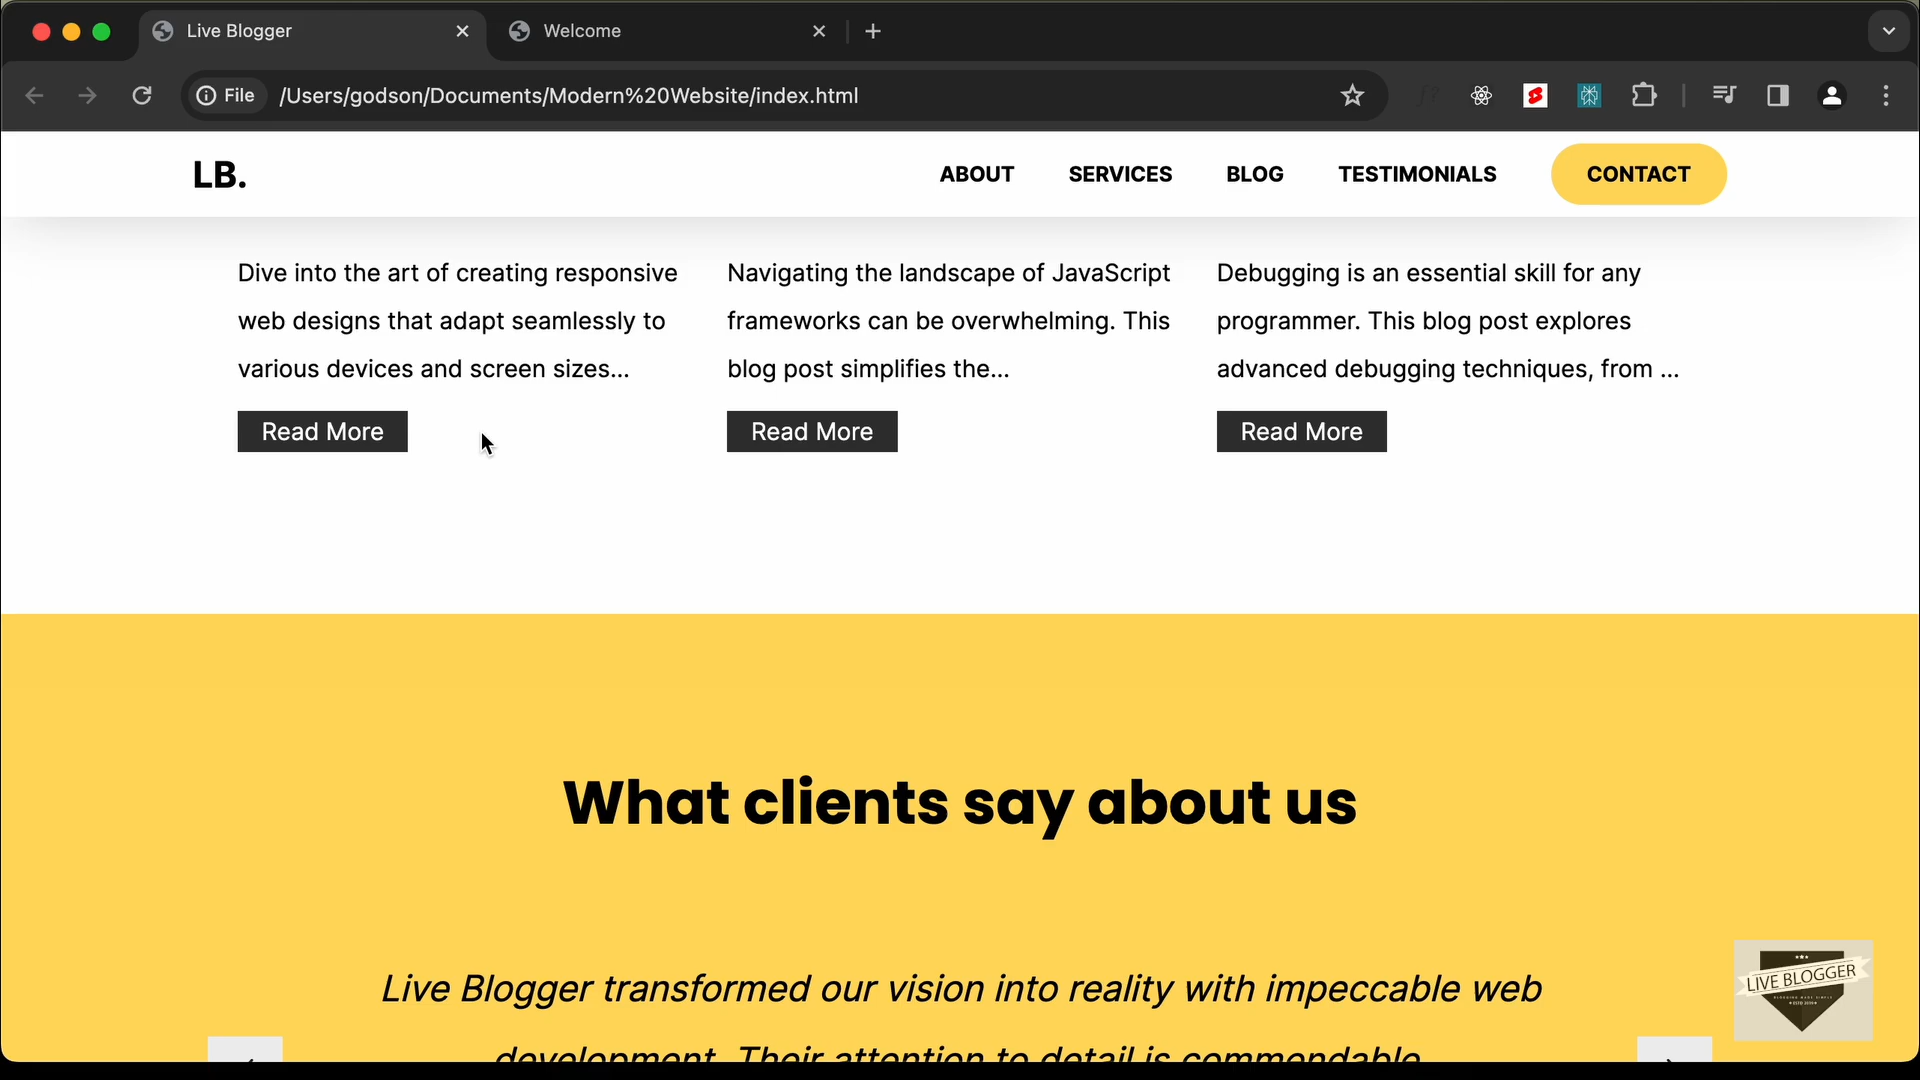 Live Blogger
Welcome
File
/Users/godson/Documents/Modern%20Website/index.html
LB.
ABOUT
SERVICES
BLOG
TESTIMONIALS
CONTACT
Dive into the art of creating responsive
web designs that adapt seamlessly to
various devices and screen sizes...
Read More
Navigating the landscape of JavaScript
frameworks can be overwhelming. This
blog post simplifies the...
Read More
Debugging is an essential skill for any
programmer. This blog post explores
advanced debugging techniques, from ...
Read More
What clients say about us
Live Blogger transformed our vision into reality with impeccable web
development. Their attention to detail is commendable
LIVE BLOGGER